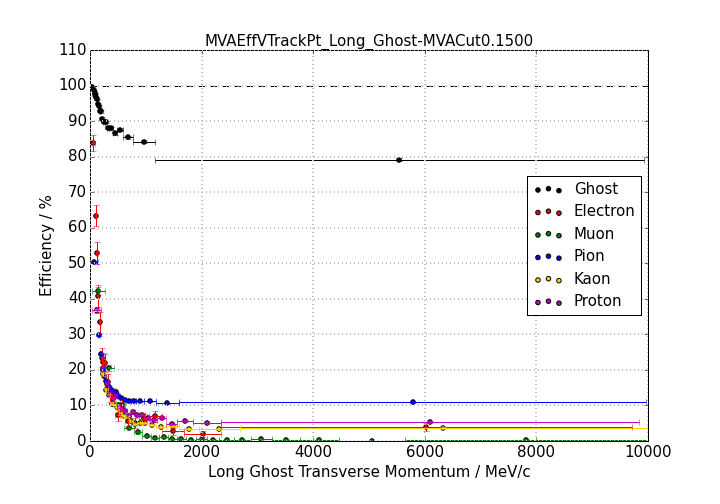 MVAEffVTrackPt_Long_Ghost-MVACut0.1500
Efficiency / %
110
100
90
80
70
60
50
40
30
20
10
0
Ghost
Electron
Muon
Pion
Kaon
Proton
0 2000 4000 6000 8000 10000
Long Ghost Transverse Momentum / MeV/c